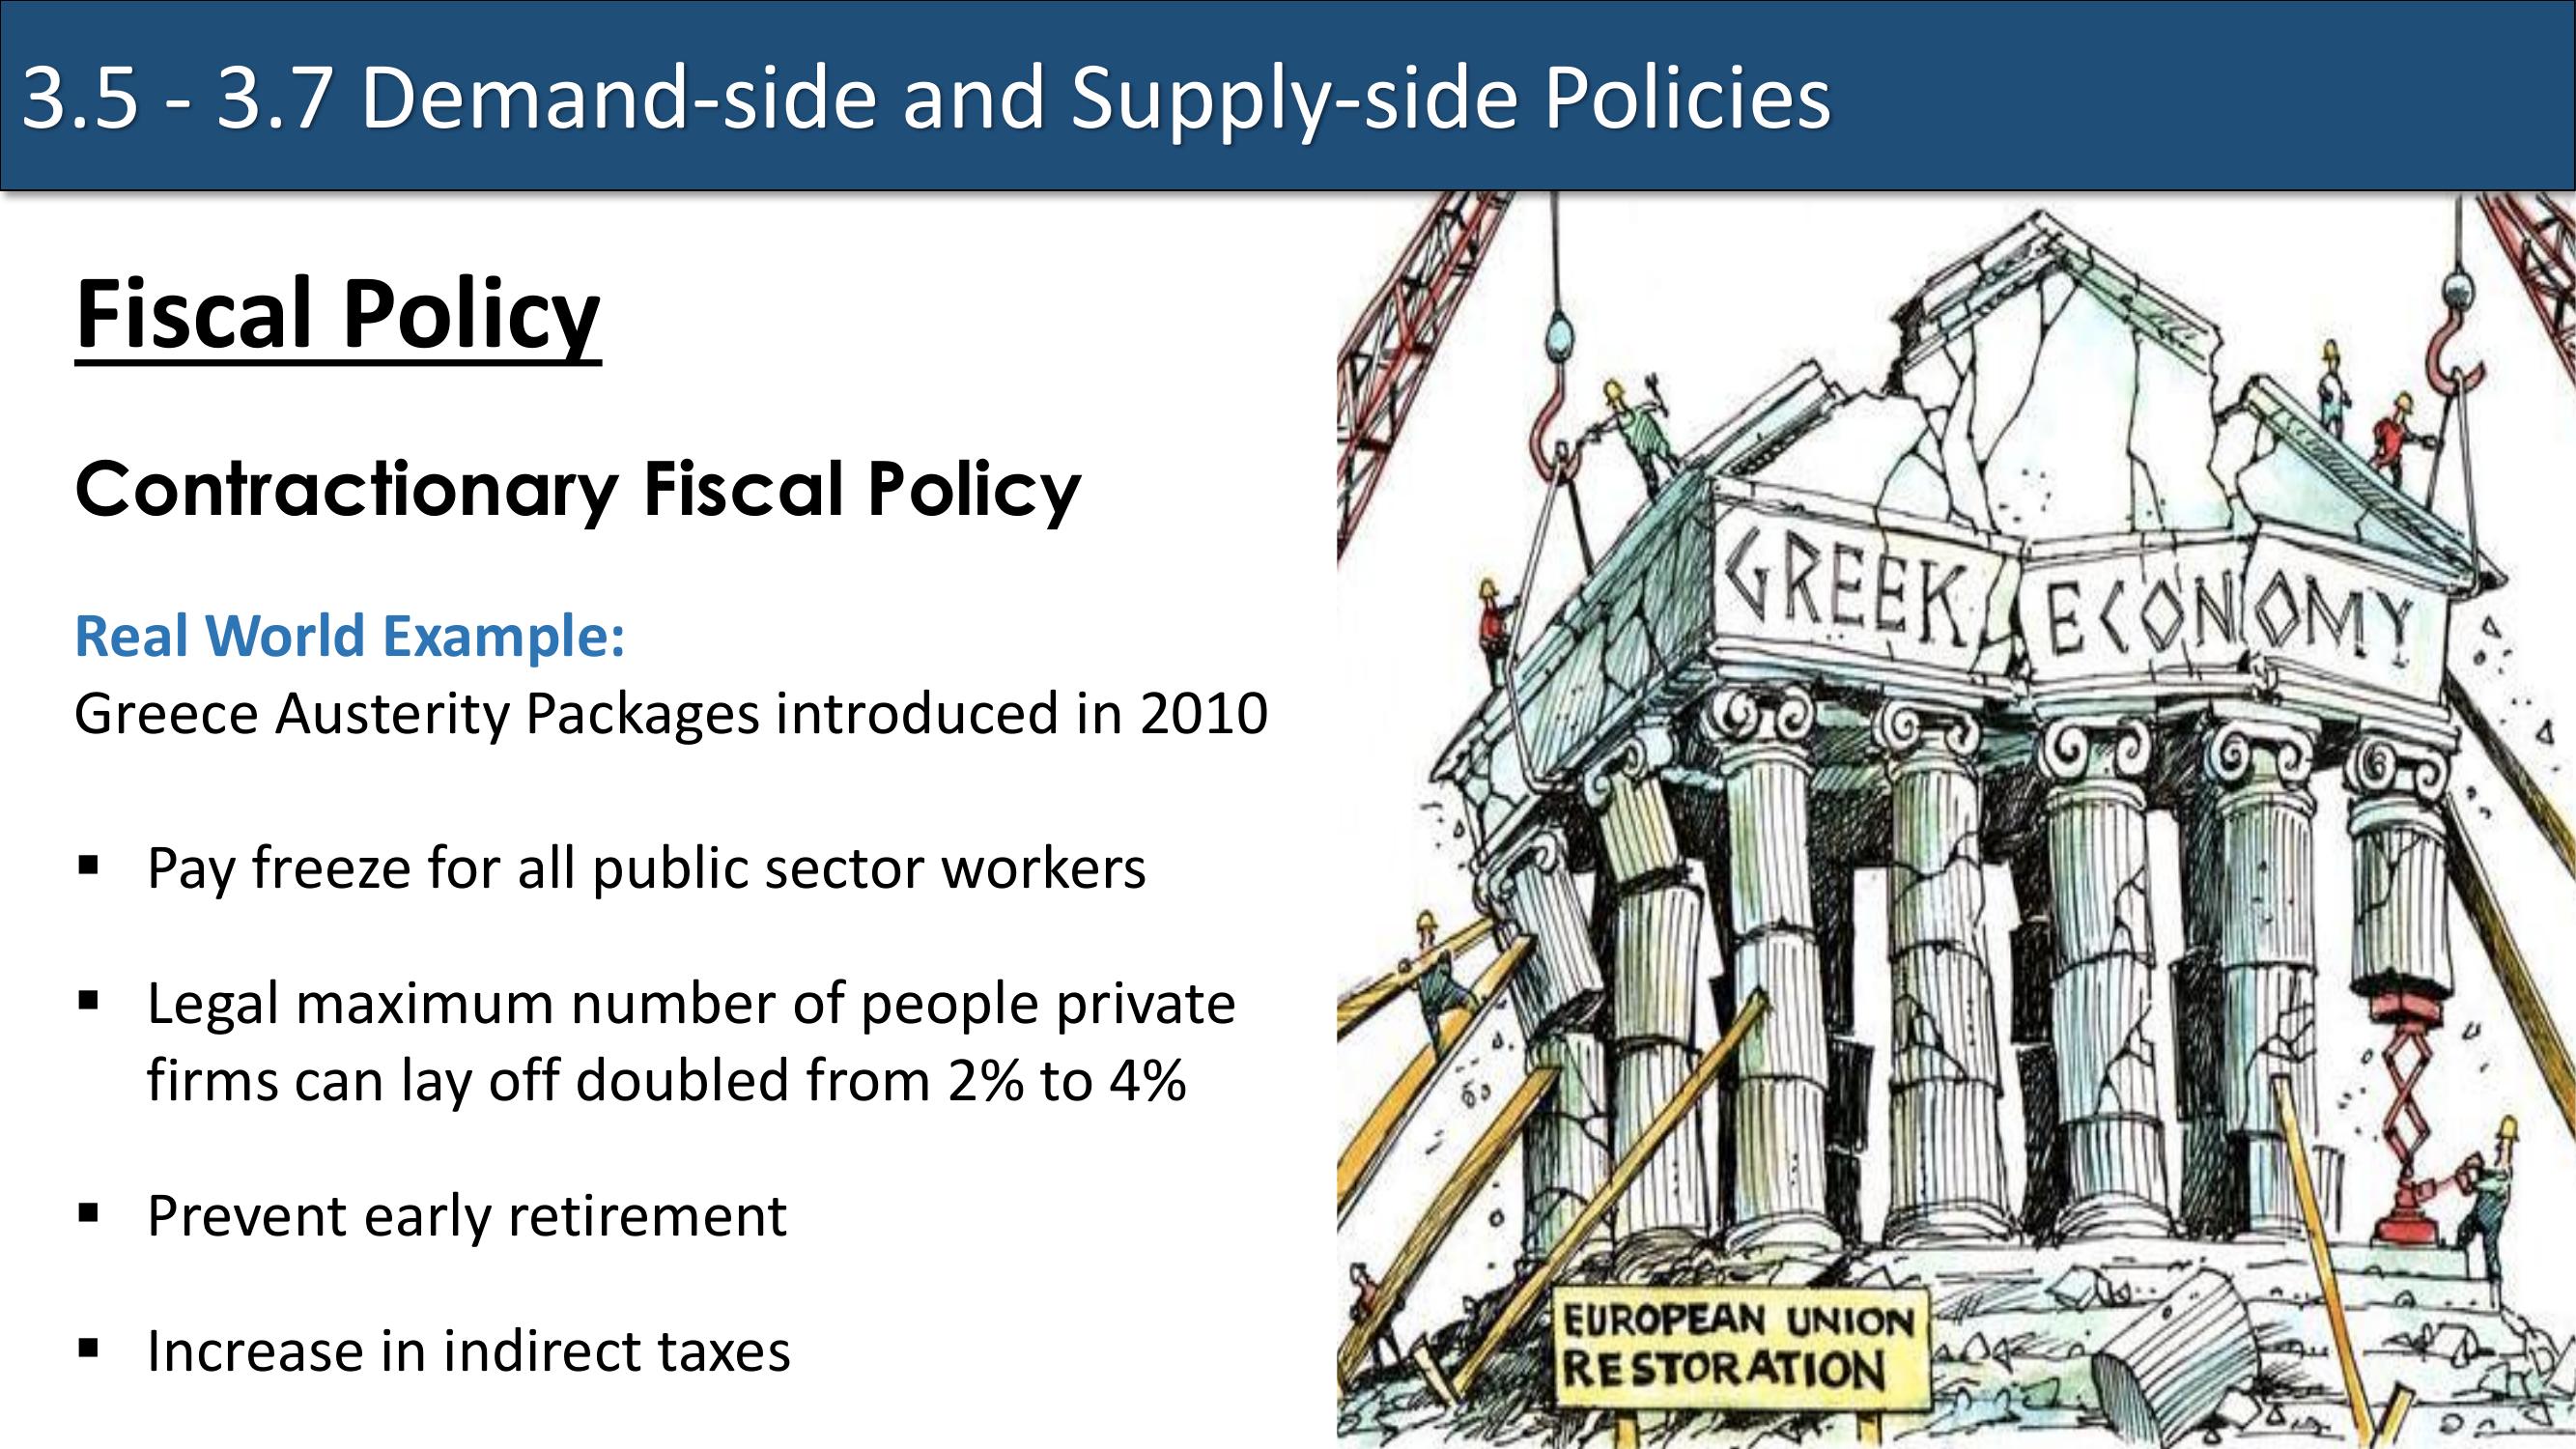 3.5 - 3.7 Demand-side and Supply-side Policies
Fiscal Policy
Contractionary Fiscal Policy
Real World Example:
Greece Austerity Packages introduced in 2010
▪ Pay freeze for all public sector workers
▪ Legal maximum number of people private
firms can lay off doubled from 2% to 4%
▪ Prevent early retirement
▪ Increase in indirect taxes
GREEK ECONOMY
EUROPEAN UNION
RESTORATION